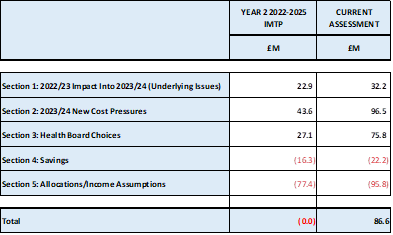 YEAR 2 2022-2025 IMTP CURRENT ASSESSMENT
£M £M
Section 1: 2022/23 Impact Into 2023/24 (Underlying Issues) 22.9 32.2
Section 2: 2023/24 New Cost Pressures 43.6 96.5
Section 3: Health Board Choices 27.1 75.8
Section 4: Savings (16.3) (22.2)
Section 5: Allocations/Income Assumptions (77.4) (95.8)
Total (0.0) 86.6